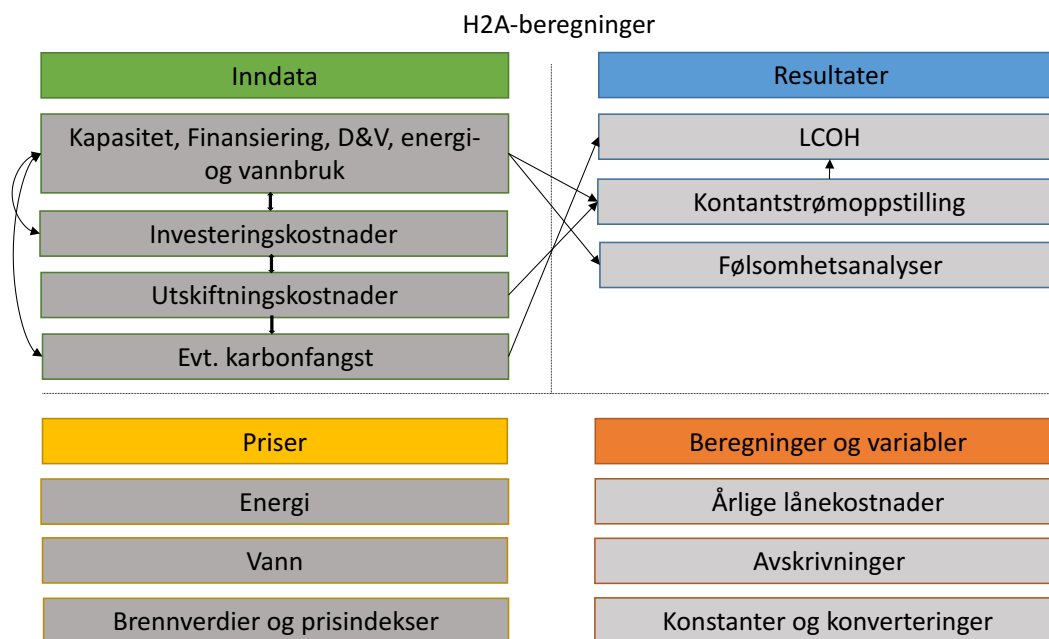 H2A-beregninger
Inndata
Kapasitet, Finansiering, D&V, energi-
og vannbruk
Investeringskostnader
Utskiftningskostnader
Evt. karbonfangst
Resultater
LCOH
Kontantstrømoppstilling
Følsomhetsanalyser
Priser
Energi
Vann
Brennverdier og prisindekser
Beregninger og variabler
Årlige lånekostnader
Avskrivninger
Konstanter og konverteringer